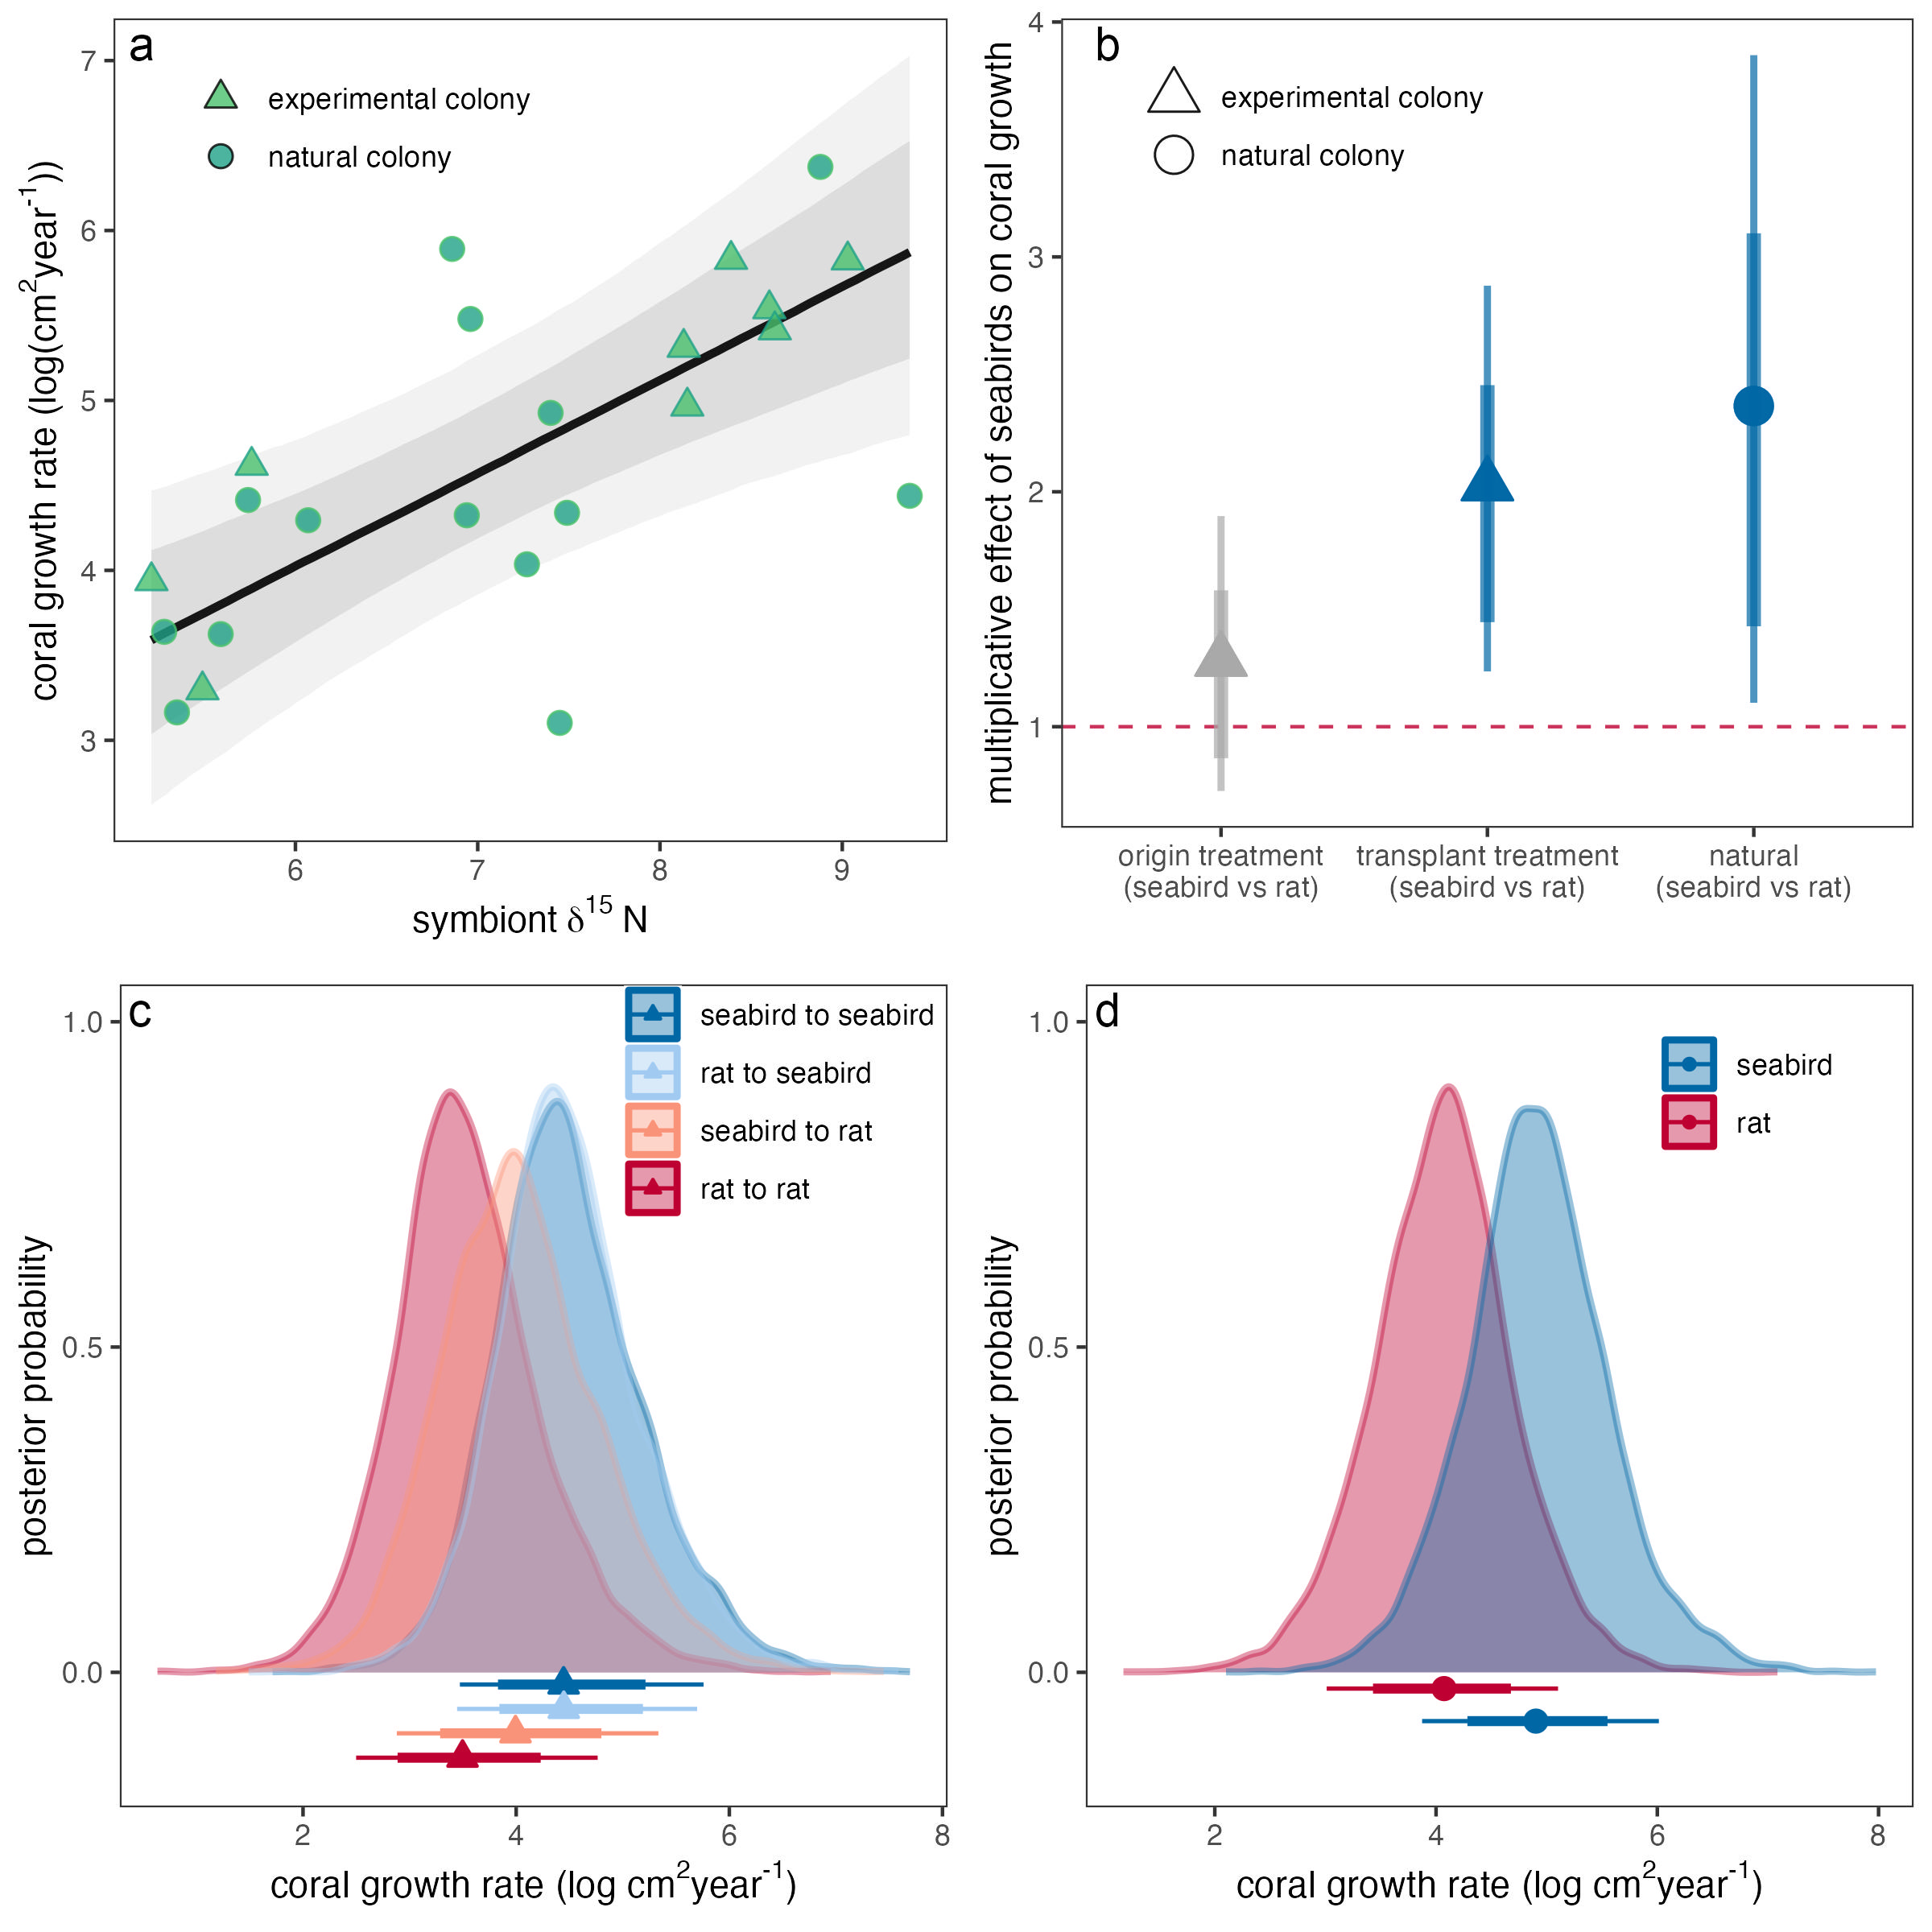 a
experimental colony
natural colony
7
6
5
4
3
coral growth rate (log(cm²year⁻¹))
6 7 8 9
symbiont δ¹⁵ N
b
experimental colony
natural colony
4
3
2
1
multiplicative effect of seabirds on coral growth
origin treatment
(seabird vs rat)
transplant treatment
(seabird vs rat)
natural
(seabird vs rat)
c
seabird to seabird
rat to seabird
seabird to rat
rat to rat
1.0
0.5
0.0
posterior probability
2 4 6 8
coral growth rate (log cm²year⁻¹)
d
seabird
rat
1.0
0.5
0.0
posterior probability
2 4 6 8
coral growth rate (log cm²year⁻¹)